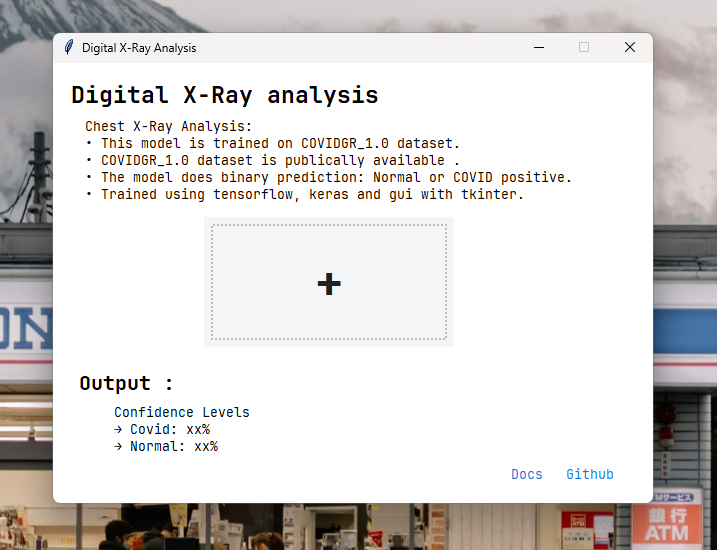 Digital X-Ray Analysis
Digital X-Ray analysis
Chest X-Ray Analysis:
• This model is trained on COVIDGR_1.0 dataset.
• COVIDGR_1.0 dataset is publically available .
• The model does binary prediction: Normal or COVID positive.
• Trained using tensorflow, keras and gui with tkinter.
+
Output :
Confidence Levels
→ Covid: xx%
→ Normal: xx%
Docs Github
ON
ATMサービス
銀行
ATM